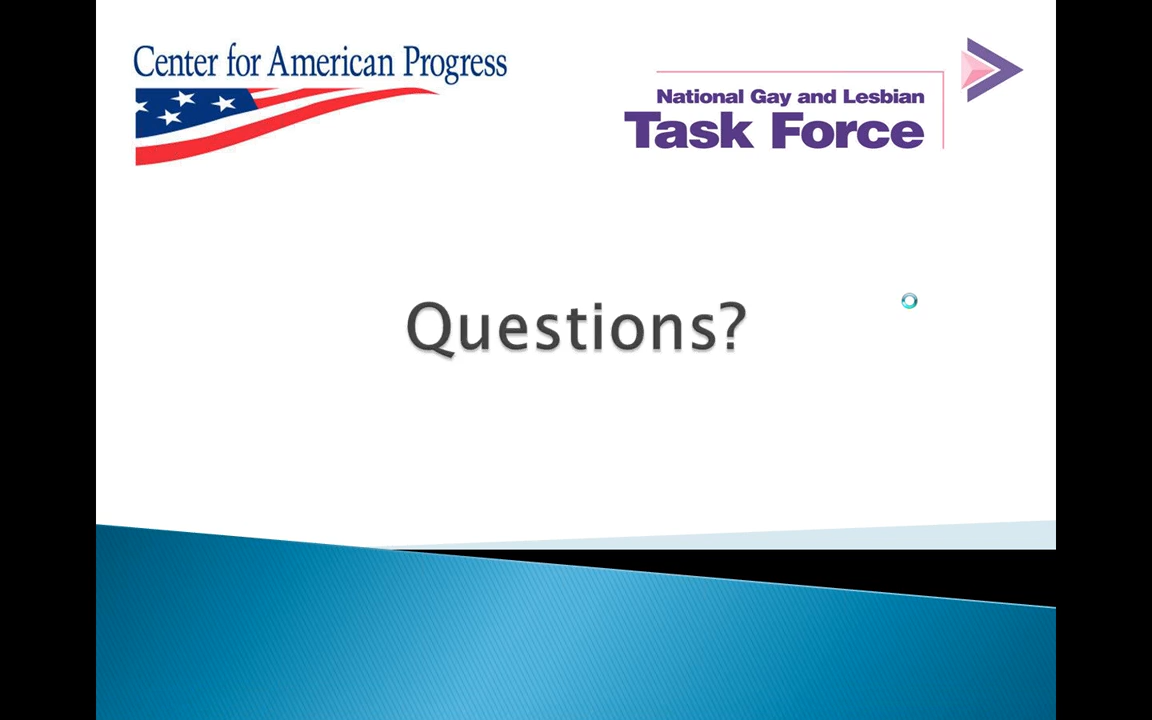 Center for American Progress
National Gay and Lesbian
Task Force
Questions?